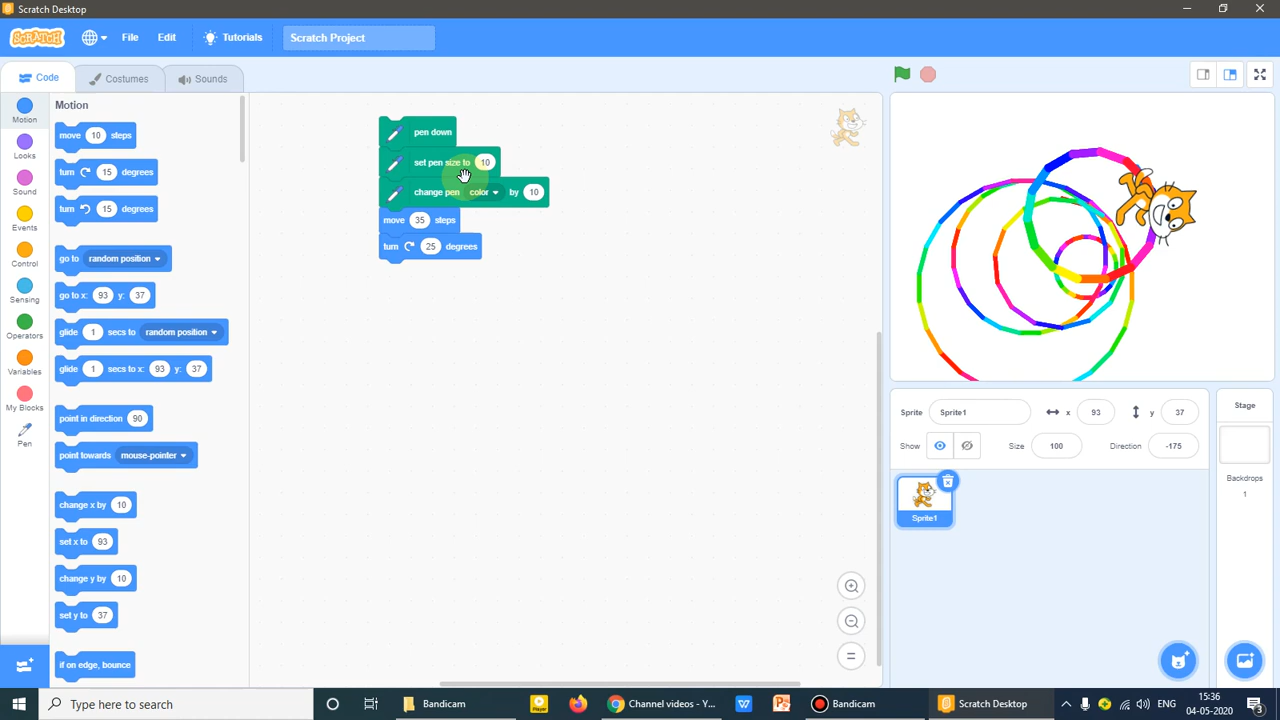 Scratch Desktop
SCRATCH
File
Edit
Tutorials
Scratch Project
Code
Costumes
Sounds
Motion
Looks
Sound
Events
Control
Sensing
Operators
Variables
My Blocks
Pen
Motion
move 10 steps
turn 15 degrees
turn 15 degrees
go to random position
go to x: 93 y: 37
glide 1 secs to random position
glide 1 secs to x: 93 y: 37
point in direction 90
point towards mouse-pointer
change x by 10
set x to 93
change y by 10
set y to 37
if on edge, bounce
pen down
set pen size to 10
change pen color by 10
move 35 steps
turn 25 degrees
Sprite Sprite1 x 93 y 37
Show Size 100 Direction -175
Sprite1
Stage
Backdrops
1
Type here to search
Bandicam
Channel videos - Y...
Bandicam
Scratch Desktop
ENG
15:36
04-05-2020
3